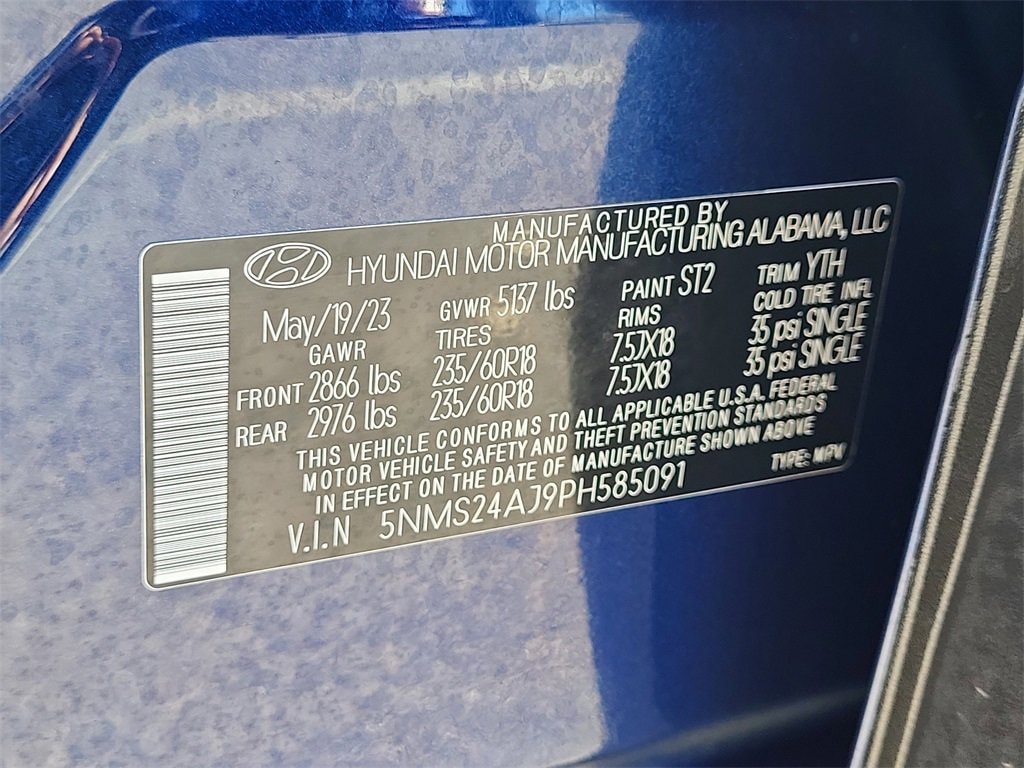 MANUFACTURED BY
HYUNDAI MOTOR MANUFACTURING ALABAMA, LLC
May/19/23 GVWR 5137 lbs PAINT ST2 TRIM YTH
GAWR TIRES RIMS COLD TIRE INFL
FRONT 2866 lbs 235/60R18 7.5JX18 35 psi SINGLE
REAR 2976 lbs 235/60R18 7.5JX18 35 psi SINGLE
THIS VEHICLE CONFORMS TO ALL APPLICABLE U.S.A. FEDERAL
MOTOR VEHICLE SAFETY AND THEFT PREVENTION STANDARDS
IN EFFECT ON THE DATE OF MANUFACTURE SHOWN ABOVE
V.I.N 5NMS24AJ9PH585091 TYPE: MPV